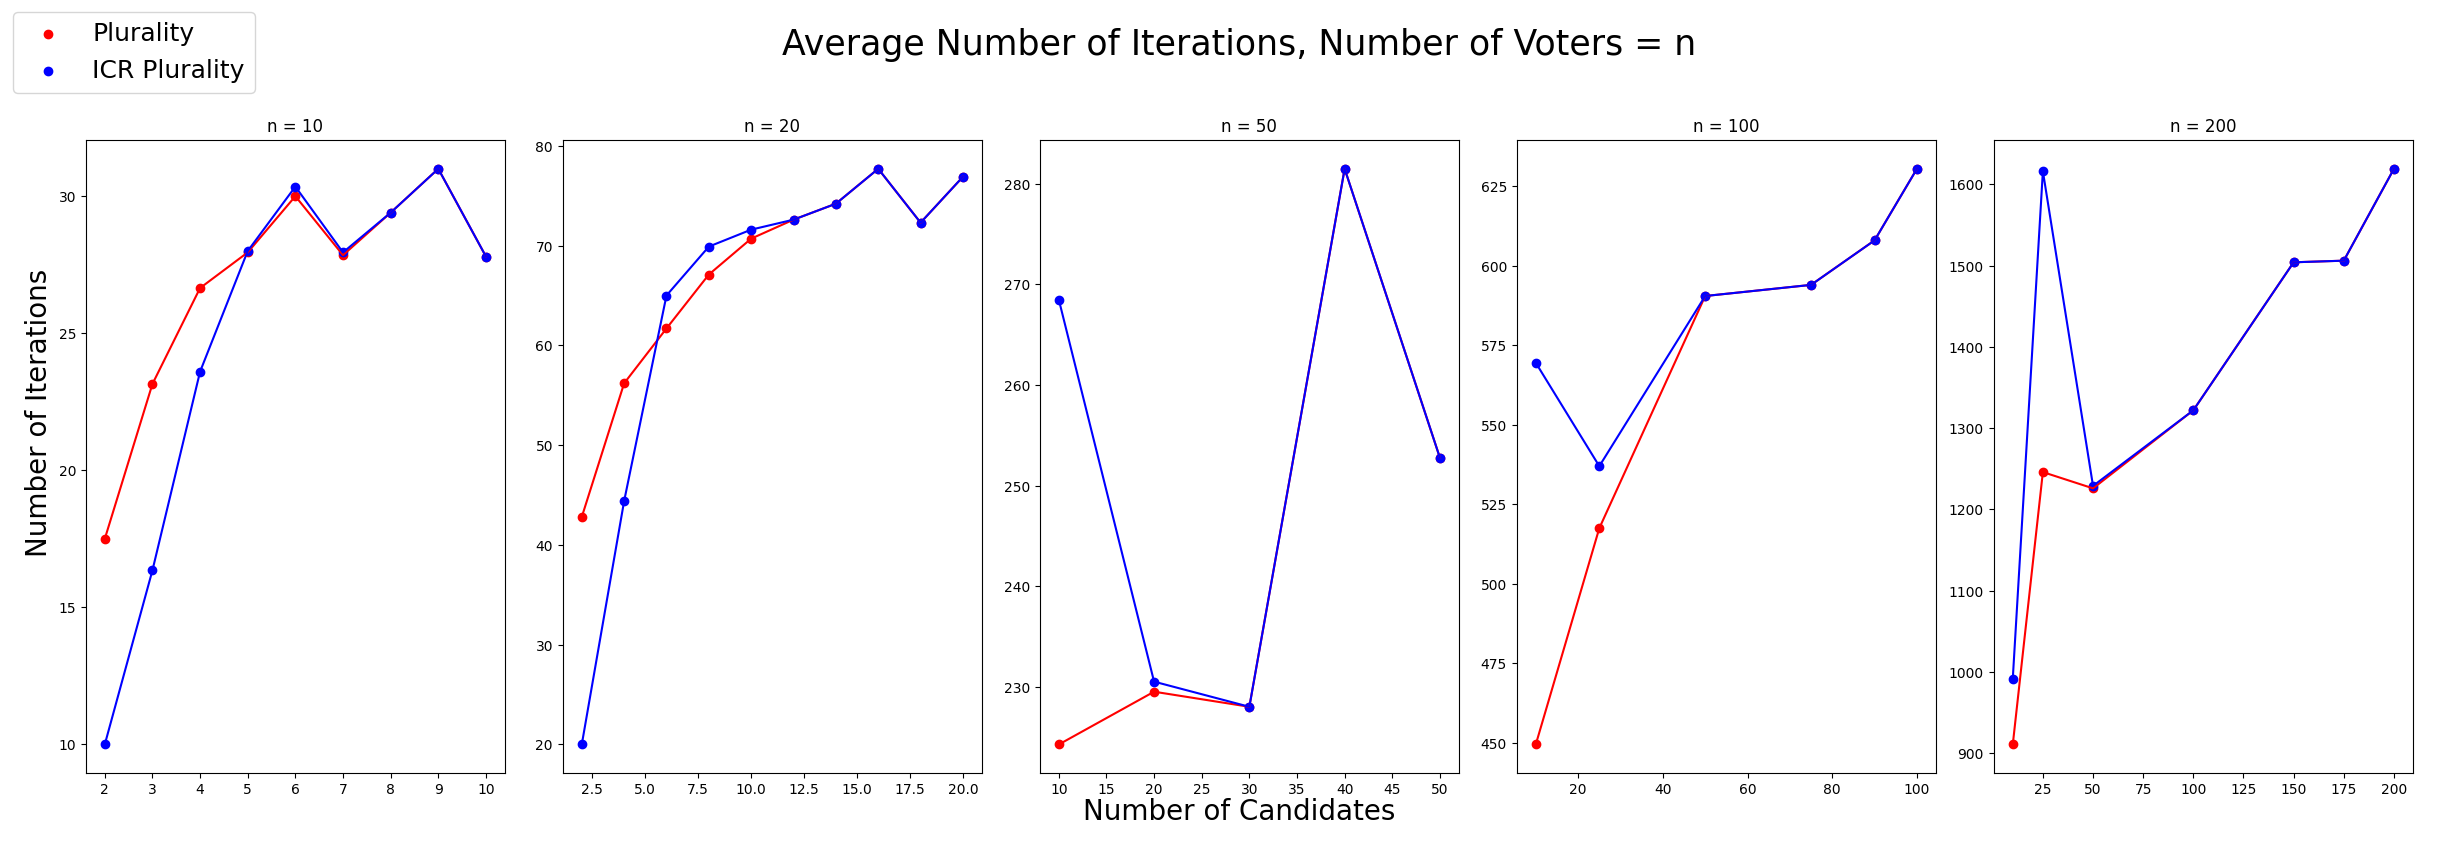 Plurality
ICR Plurality
Average Number of Iterations, Number of Voters = n
Number of Iterations
n = 10
30
25
20
15
10
2 3 4 5 6 7 8 9 10
n = 20
80
70
60
50
40
30
20
2.5 5.0 7.5 10.0 12.5 15.0 17.5 20.0
n = 50
280
270
260
250
240
230
10 15 20 25 30 35 40 45 50
n = 100
625
600
575
550
525
500
475
450
20 40 60 80 100
n = 200
1600
1500
1400
1300
1200
1100
1000
900
25 50 75 100 125 150 175 200
Number of Candidates